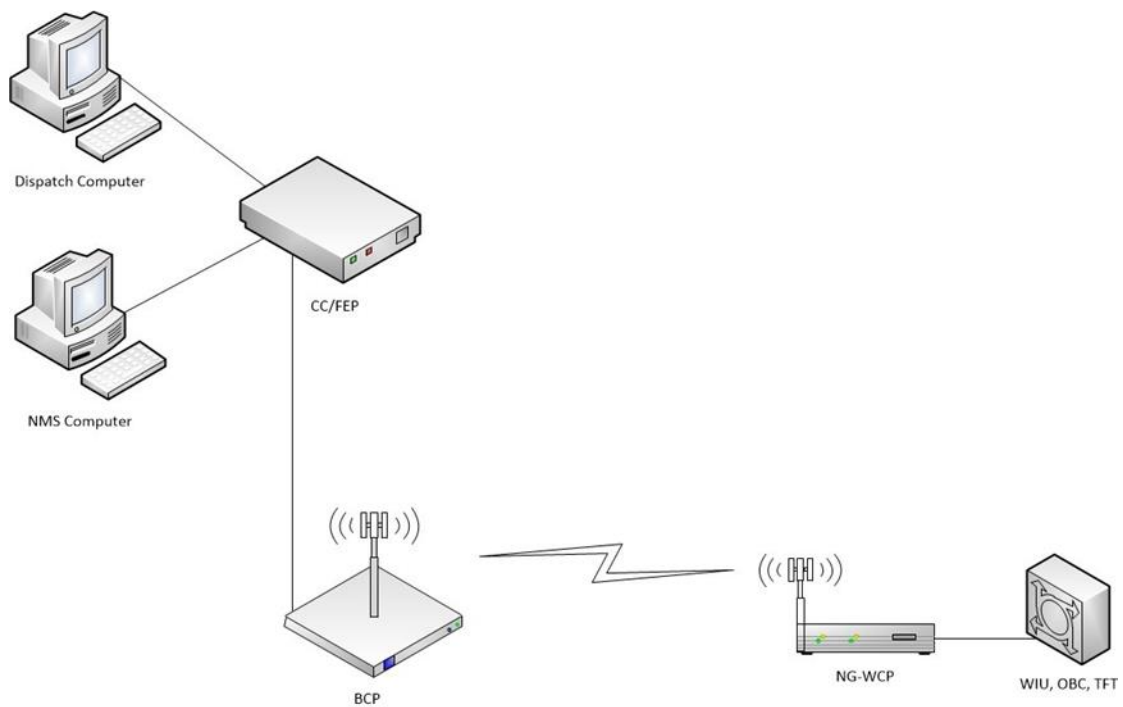 Dispatch Computer
CC/FEP
NMS Computer
BCP
NG-WCP
WIU, OBC, TFT